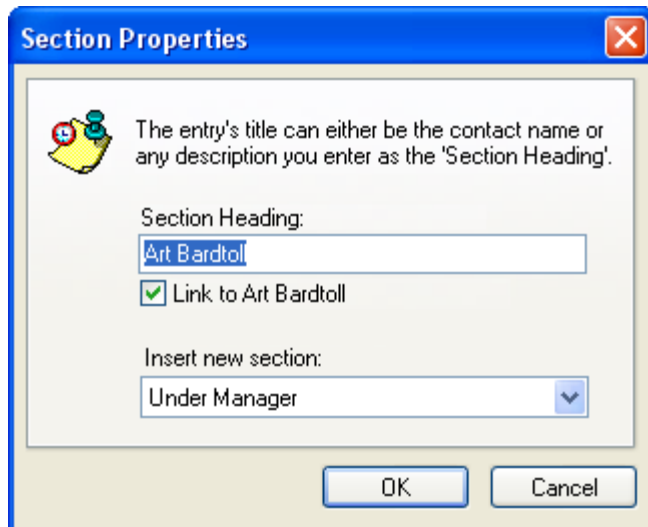 Section Properties
The entry's title can either be the contact name or
any description you enter as the 'Section Heading'.
Section Heading:
Art Bardtoll
Link to Art Bardtoll
Insert new section:
Under Manager
OK Cancel